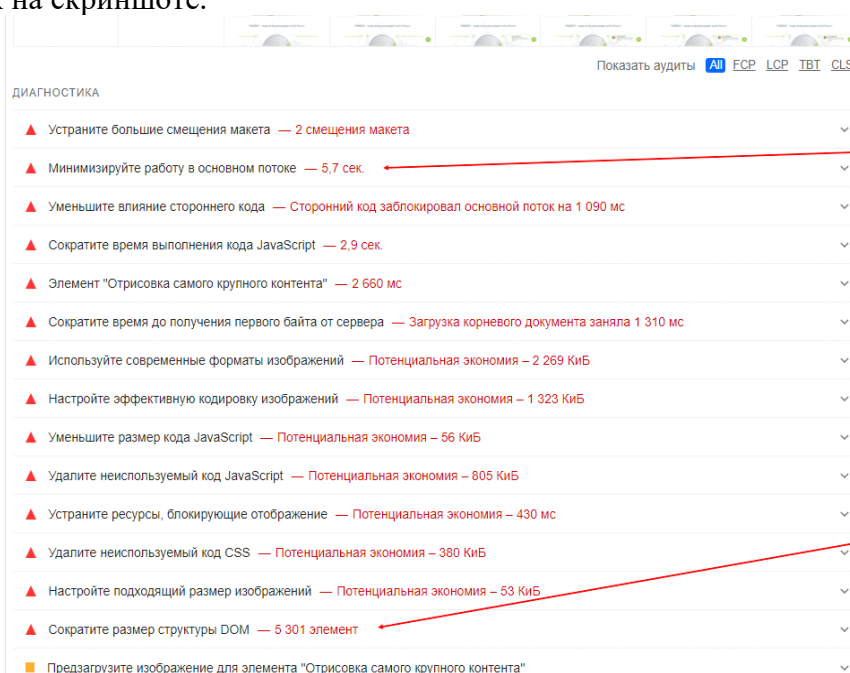 на скриншоте.
Показать аудиты All FCP LCP TBT CLS
ДИАГНОСТИКА
Устраните большие смещения макета — 2 смещения макета
Минимизируйте работу в основном потоке — 5,7 сек.
Уменьшите влияние стороннего кода — Сторонний код заблокировал основной поток на 1 090 мс
Сократите время выполнения кода JavaScript — 2,9 сек.
Элемент "Отрисовка самого крупного контента" — 2 660 мс
Сократите время до получения первого байта от сервера — Загрузка корневого документа заняла 1 310 мс
Используйте современные форматы изображений — Потенциальная экономия – 2 269 КиБ
Настройте эффективную кодировку изображений — Потенциальная экономия – 1 323 КиБ
Уменьшите размер кода JavaScript — Потенциальная экономия – 56 КиБ
Удалите неиспользуемый код JavaScript — Потенциальная экономия – 805 КиБ
Устраните ресурсы, блокирующие отображение — Потенциальная экономия – 430 мс
Удалите неиспользуемый код CSS — Потенциальная экономия – 380 КиБ
Настройте подходящий размер изображений — Потенциальная экономия – 53 КиБ
Сократите размер структуры DOM — 5 301 элемент
Предзагрузите изображение для элемента "Отрисовка самого крупного контента"